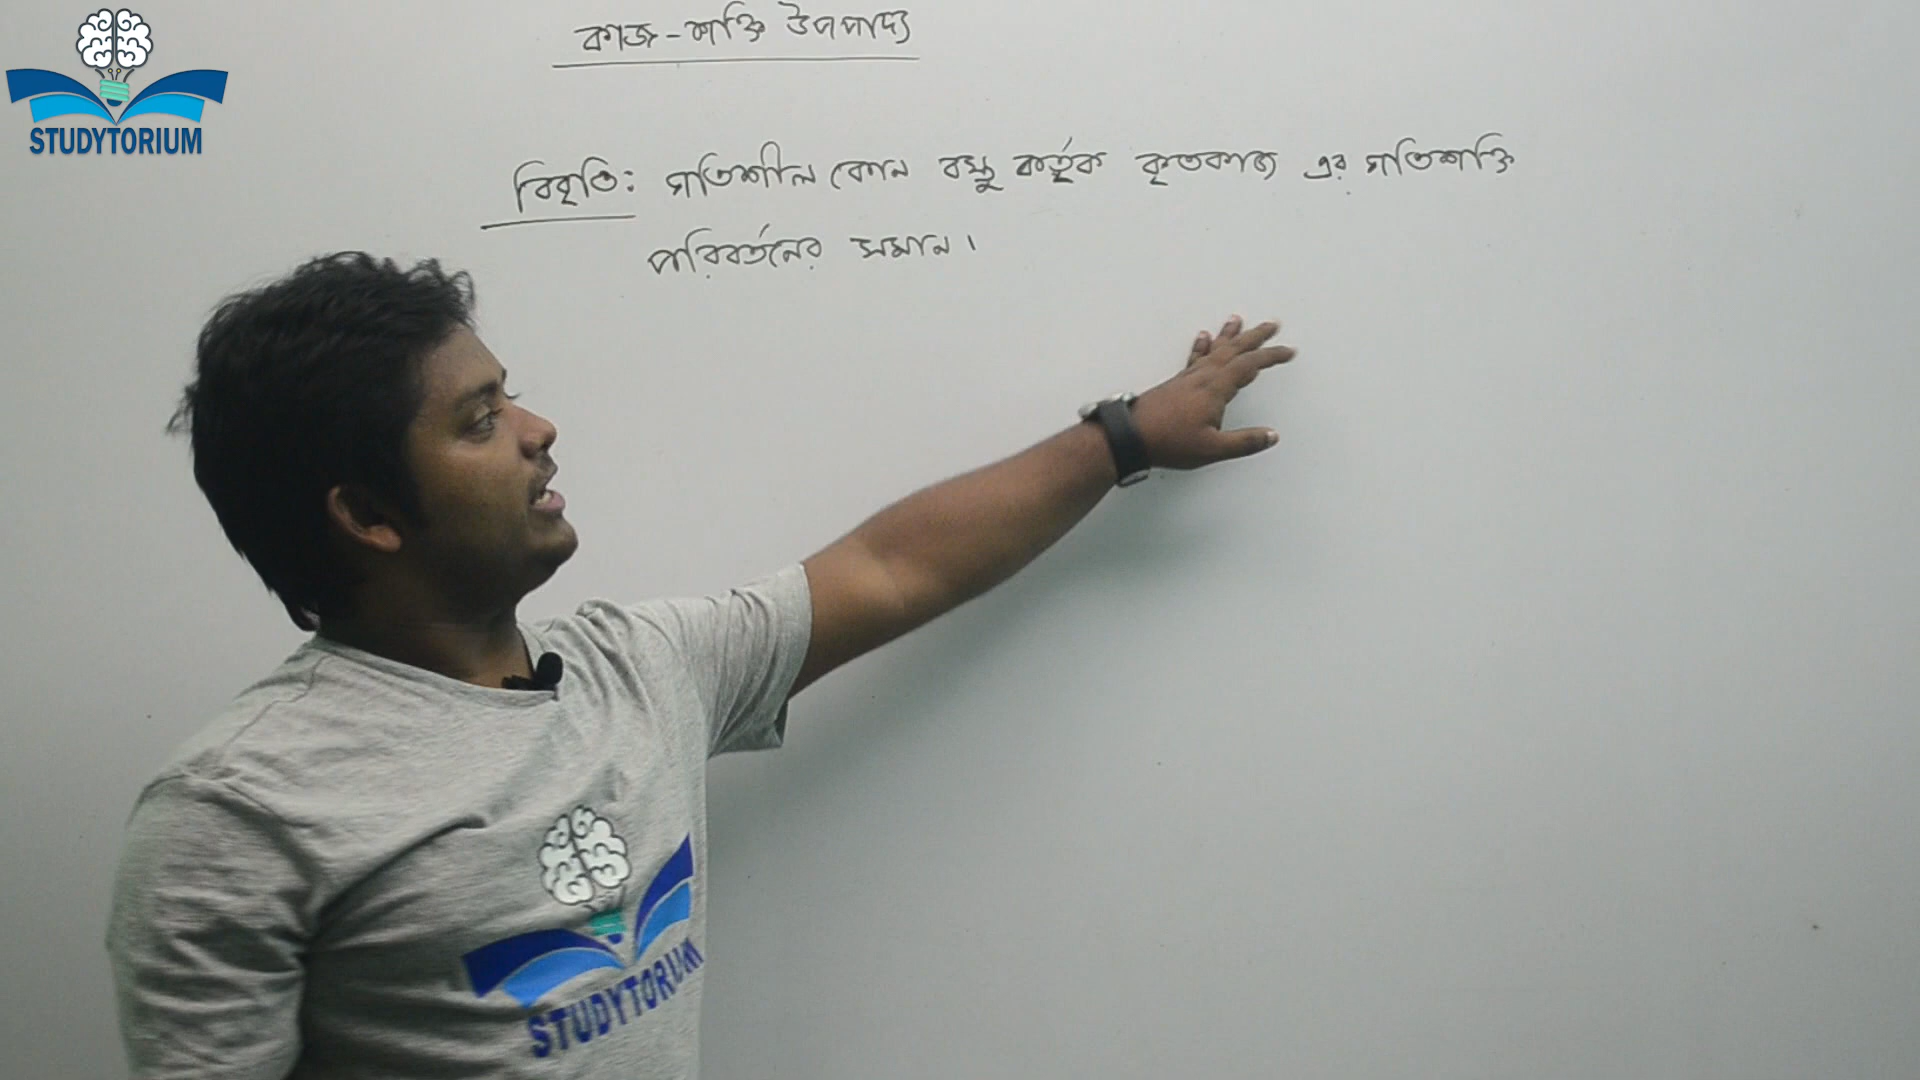 STUDYTORIUM
কাজ-শক্তি উপপাদ্য
বিবৃতি: গতিশীল কোন বস্তু কর্তৃক কৃতকাজ এর গতিশক্তি
পরিবর্তনের সমান।
STUDYTORIUM